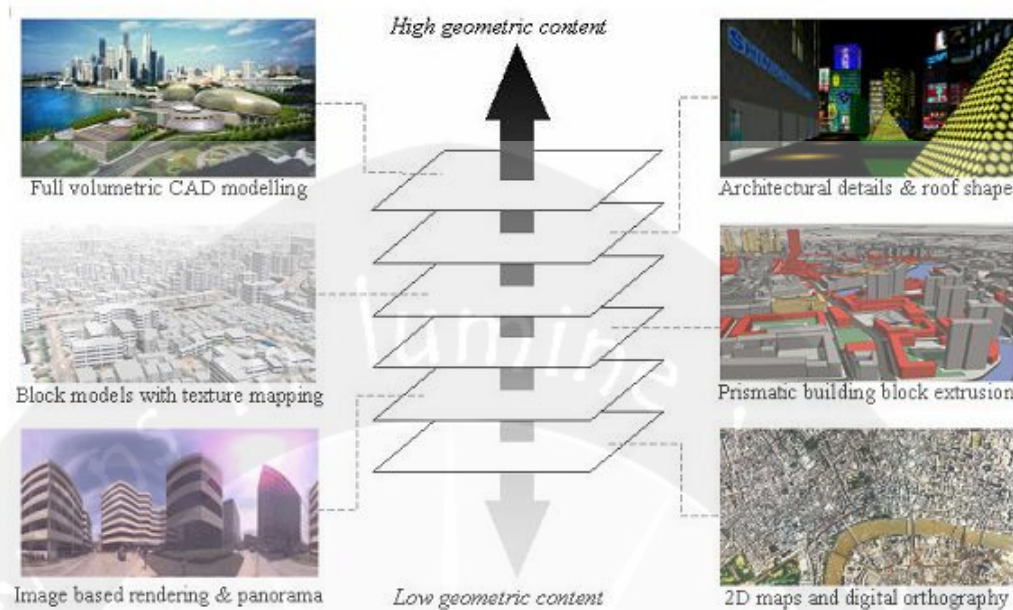 High geometric content
Full volumetric CAD modelling
Architectural details & roof shape
Block models with texture mapping
Prismatic building block extrusion
Image based rendering & panorama
Low geometric content
2D maps and digital orthography
lumine